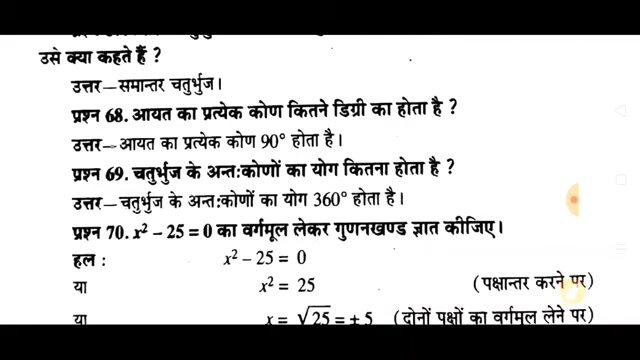 उसे क्या कहते हैं ?
उत्तर—समान्तर चतुर्भुज।
प्रश्न 68. आयत का प्रत्येक कोण कितने डिग्री का होता है ?
उत्तर—आयत का प्रत्येक कोण 90° होता है।
प्रश्न 69. चतुर्भुज के अन्तःकोणों का योग कितना होता है ?
उत्तर—चतुर्भुज के अन्तःकोणों का योग 360° होता है।
प्रश्न 70. x² – 25 = 0 का वर्गमूल लेकर गुणनखण्ड ज्ञात कीजिए।
हल : x² – 25 = 0
या x² = 25 (पक्षान्तर करने पर)
या x = √25 = ± 5 (दोनों पक्षों का वर्गमूल लेने पर)